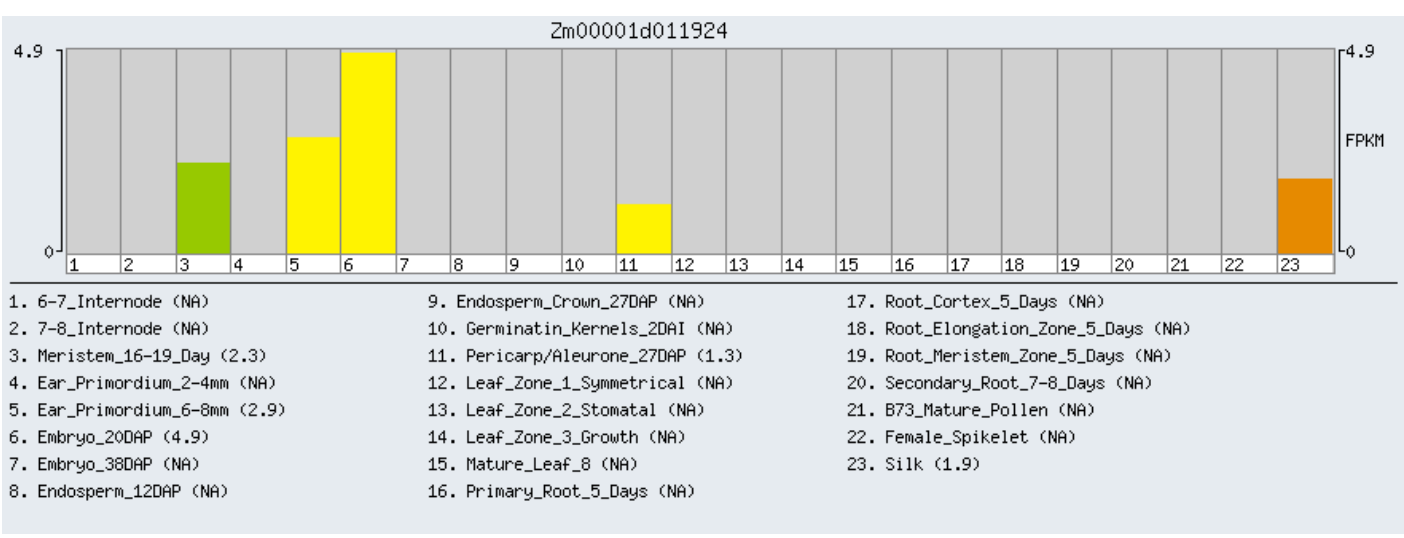 Zm00001d011924
4.9 4.9
FPKM
0 0
1 2 3 4 5 6 7 8 9 10 11 12 13 14 15 16 17 18 19 20 21 22 23
1. 6-7_Internode (NA)
2. 7-8_Internode (NA)
3. Meristem_16-19_Day (2.3)
4. Ear_Primordium_2-4mm (NA)
5. Ear_Primordium_6-8mm (2.9)
6. Embryo_20DAP (4.9)
7. Embryo_38DAP (NA)
8. Endosperm_12DAP (NA)
9. Endosperm_Crown_27DAP (NA)
10. Germinatin_Kernels_2DAI (NA)
11. Pericarp/Aleurone_27DAP (1.3)
12. Leaf_Zone_1_Symmetrical (NA)
13. Leaf_Zone_2_Stomatal (NA)
14. Leaf_Zone_3_Growth (NA)
15. Mature_Leaf_8 (NA)
16. Primary_Root_5_Days (NA)
17. Root_Cortex_5_Days (NA)
18. Root_Elongation_Zone_5_Days (NA)
19. Root_Meristem_Zone_5_Days (NA)
20. Secondary_Root_7-8_Days (NA)
21. B73_Mature_Pollen (NA)
22. Female_Spikelet (NA)
23. Silk (1.9)